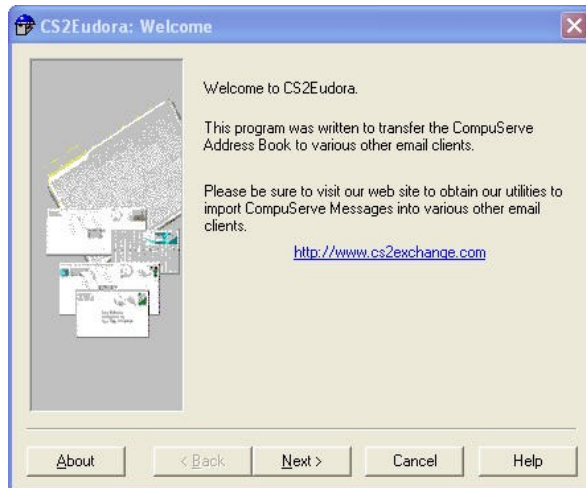 CS2Eudora: Welcome
Welcome to CS2Eudora.
This program was written to transfer the CompuServe
Address Book to various other email clients.
Please be sure to visit our web site to obtain our utilities to
import CompuServe Messages into various other email
clients.
http://www.cs2exchange.com
About
< Back
Next >
Cancel
Help